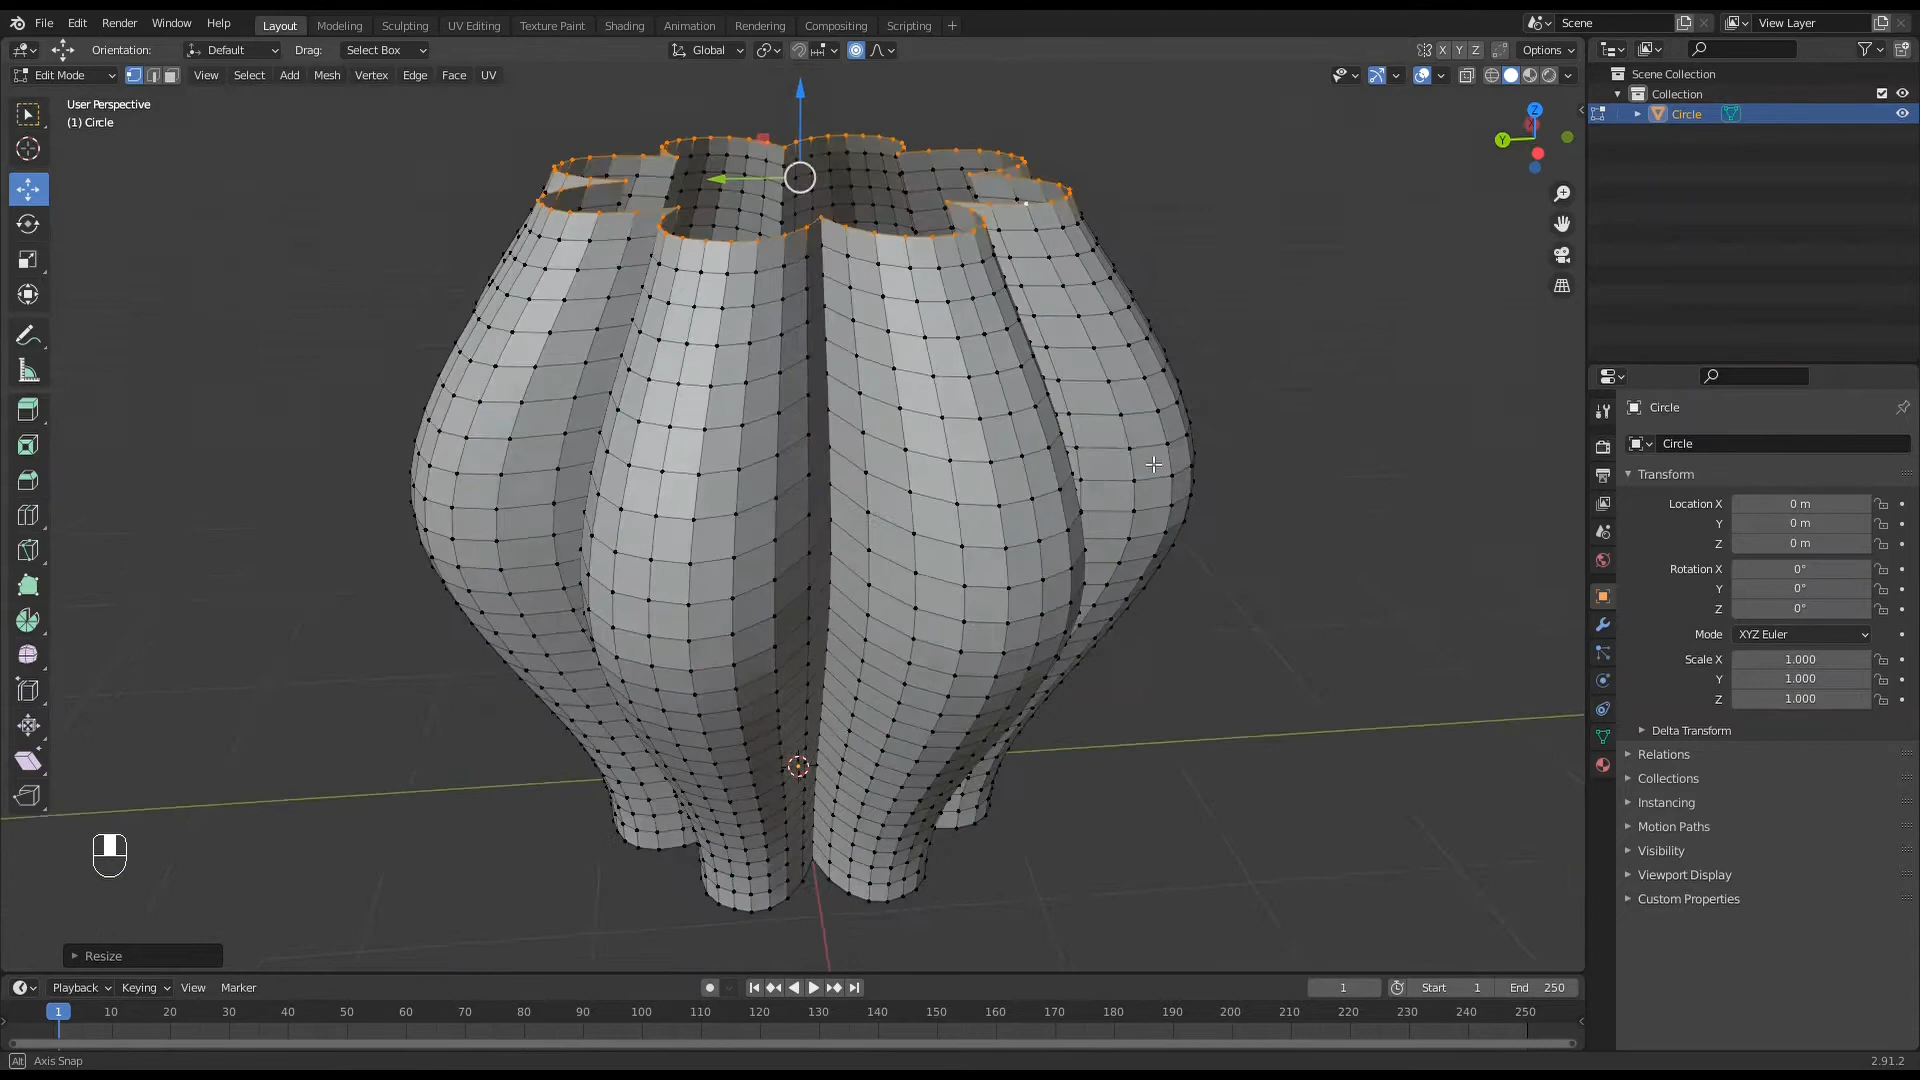 File Edit Render Window Help Layout Modeling Sculpting UV Editing Texture Paint Shading Animation Rendering Compositing Scripting + Scene View Layer
Orientation: Default Drag: Select Box Global X Y Z Options
Edit Mode View Select Add Mesh Vertex Edge Face UV
User Perspective
(1) Circle
Z
Y
Resize
Scene Collection
Collection
Circle
Circle
Circle
Transform
Location X 0 m
Y 0 m
Z 0 m
Rotation X 0°
Y 0°
Z 0°
Mode XYZ Euler
Scale X 1.000
Y 1.000
Z 1.000
Delta Transform
Relations
Collections
Instancing
Motion Paths
Visibility
Viewport Display
Custom Properties
Playback Keying View Marker 1 Start 1 End 250
1 10 20 30 40 50 60 70 80 90 100 110 120 130 140 150 160 170 180 190 200 210 220 230 240 250
Alt Axis Snap 2.91.2